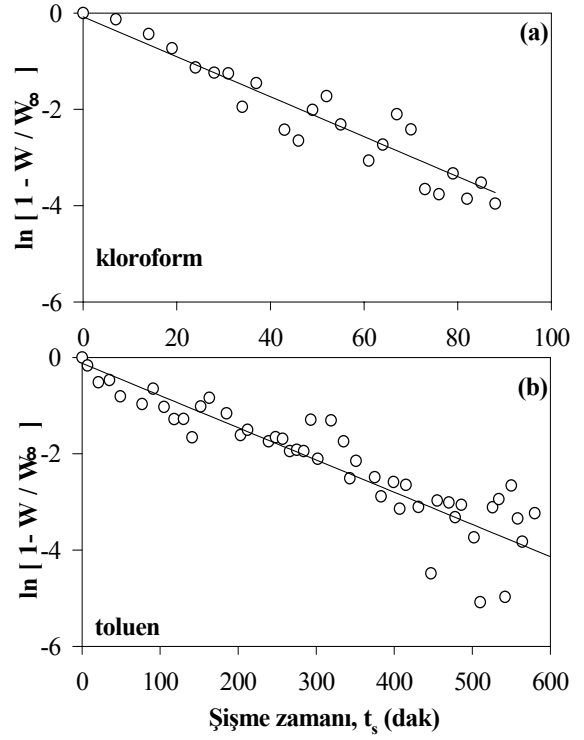 (a)
ln [ 1 - W / W8 ]
0
-2
-4
-6
kloroform
0 20 40 60 80 100
(b)
ln [ 1- W / W8 ]
0
-2
-4
-6
toluen
0 100 200 300 400 500 600
Şişme zamanı, ts (dak)